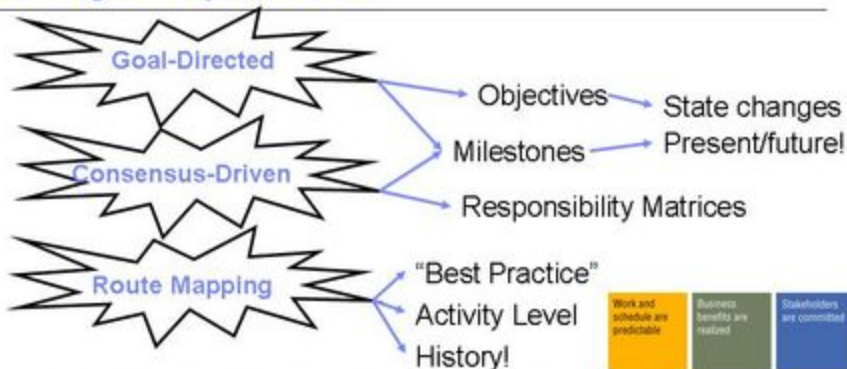 Goal-Directed
Objectives
State changes
Consensus-Driven
Milestones
Present/future!
Responsibility Matrices
Route Mapping
"Best Practice"
Activity Level
History!
Work and
schedule are
predictable
Business
benefits are
realized
Stakeholders
are committed